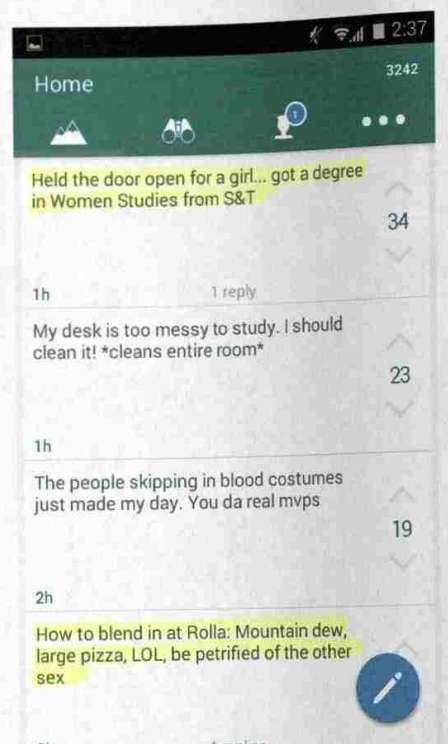 2:37
Home
3242
1
Held the door open for a girl... got a degree
in Women Studies from S&T
34
1h
1 reply
My desk is too messy to study. I should
clean it! *cleans entire room*
23
1h
The people skipping in blood costumes
just made my day. You da real mvps
19
2h
How to blend in at Rolla: Mountain dew,
large pizza, LOL, be petrified of the other
sex